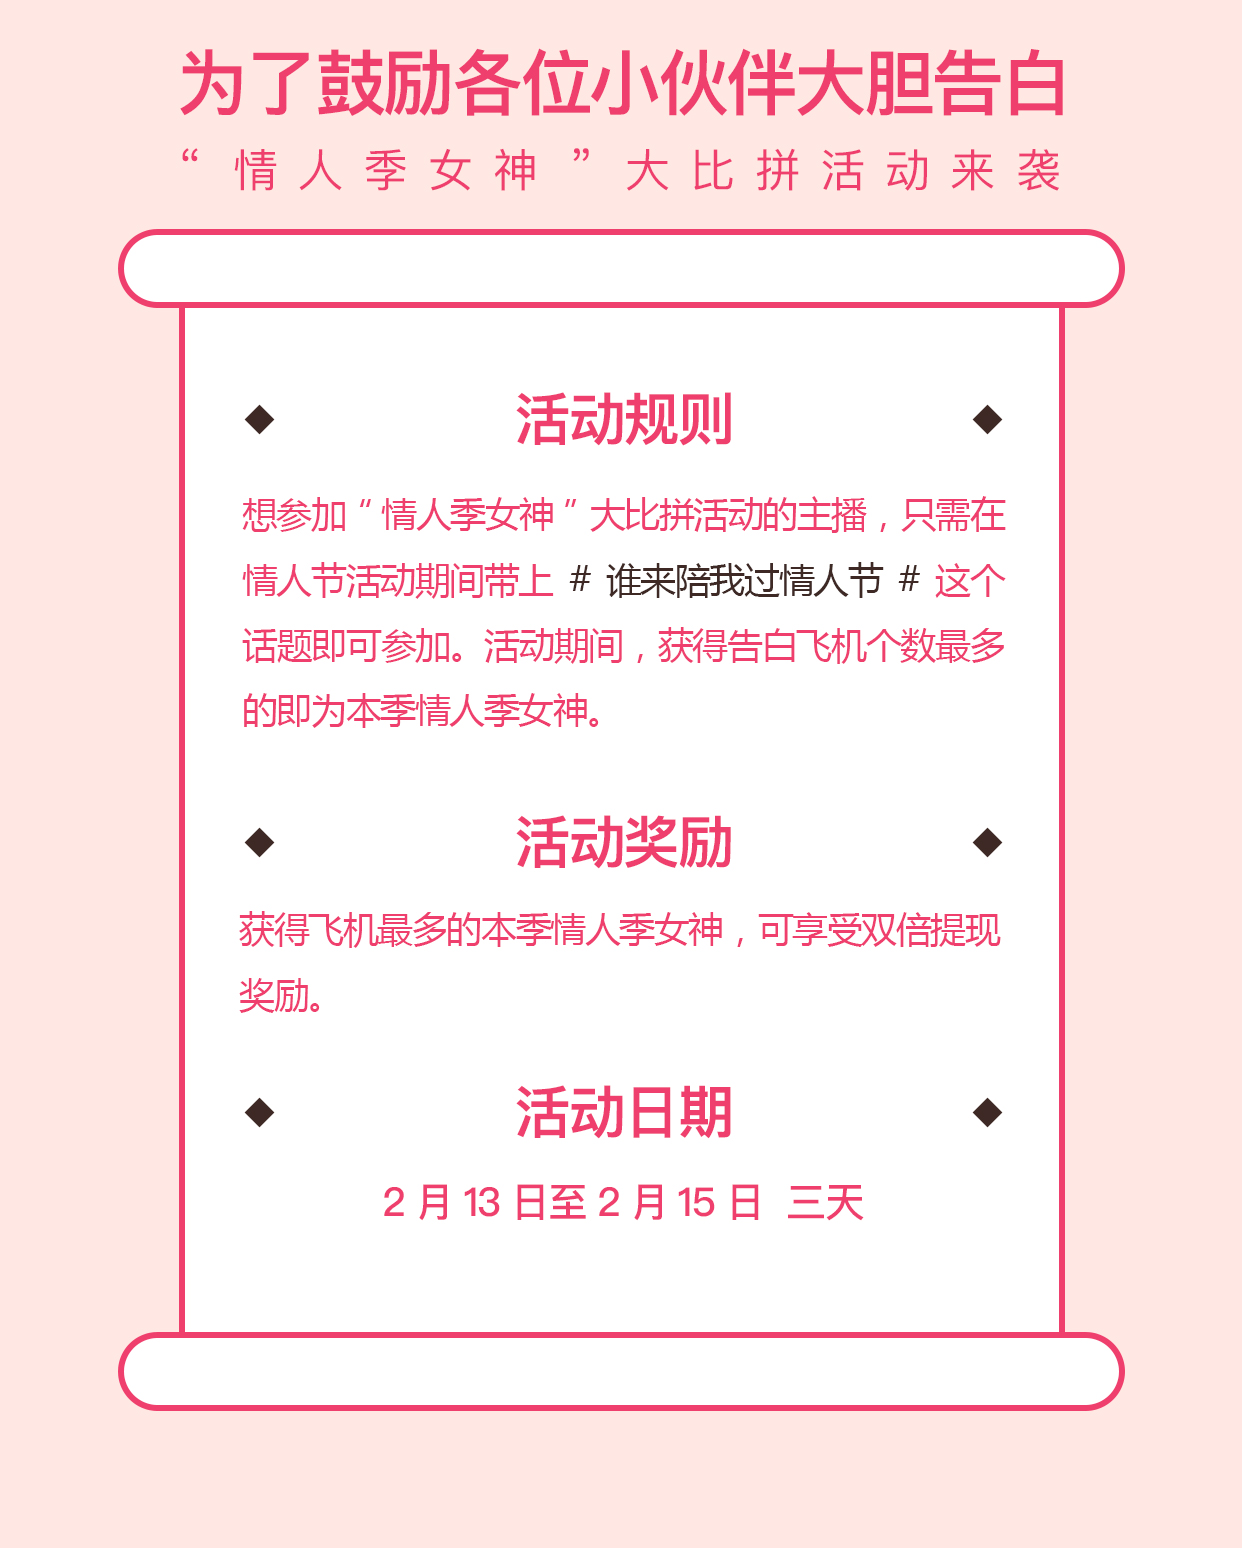 为了鼓励各位小伙伴大胆告白
“情人季女神”大比拼活动来袭
活动规则
想参加“情人季女神”大比拼活动的主播，只需在
情人节活动期间带上 # 谁来陪我过情人节 # 这个
话题即可参加。活动期间，获得告白飞机个数最多
的即为本季情人季女神。
活动奖励
获得飞机最多的本季情人季女神，可享受双倍提现
奖励。
活动日期
2 月 13 日至 2 月 15 日 三天